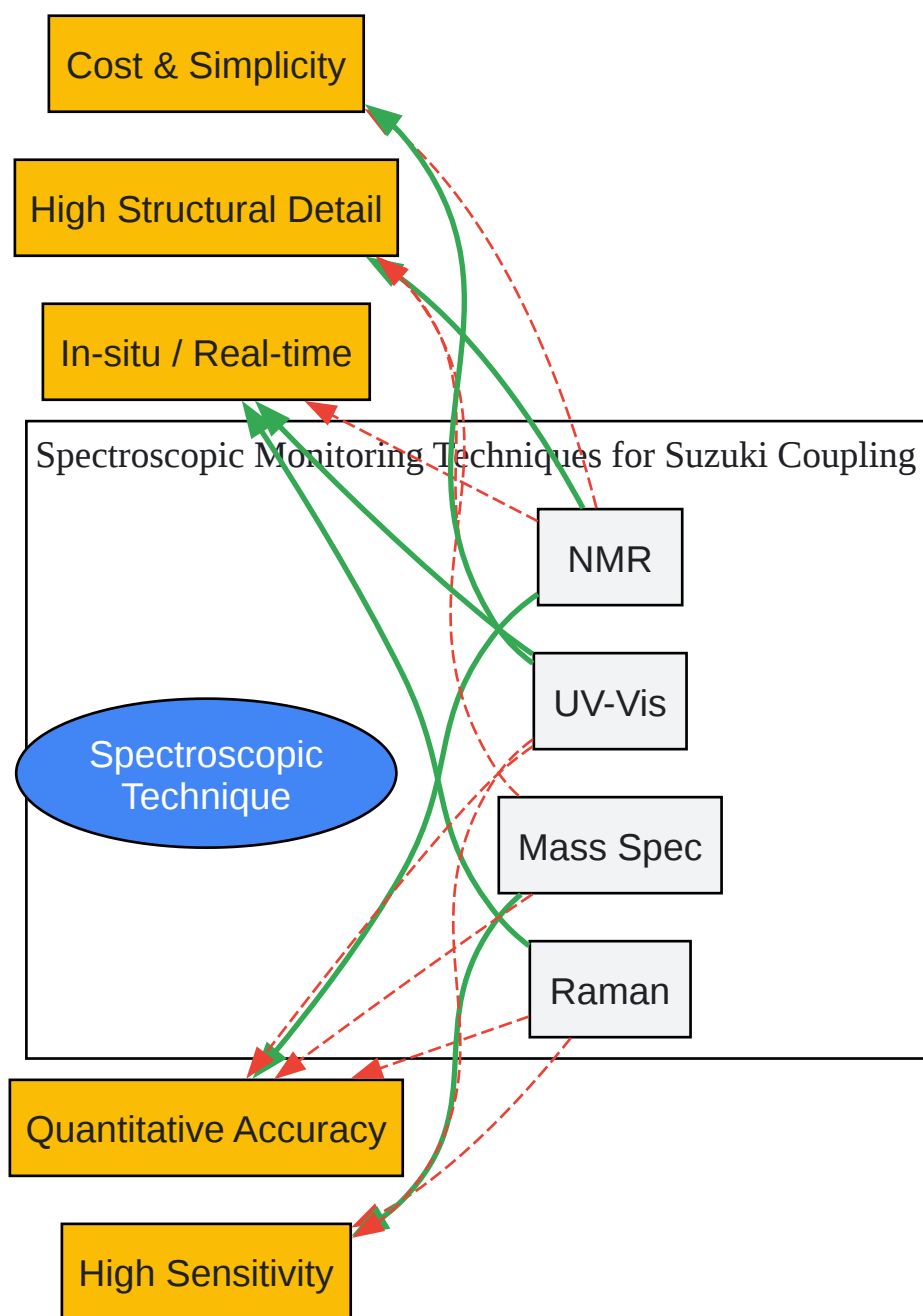 Cost & Simplicity
High Structural Detail
In-situ / Real-time
Spectroscopic Monitoring Techniques for Suzuki Coupling
NMR
UV-Vis
Spectroscopic
Technique
Mass Spec
Raman
Quantitative Accuracy
High Sensitivity